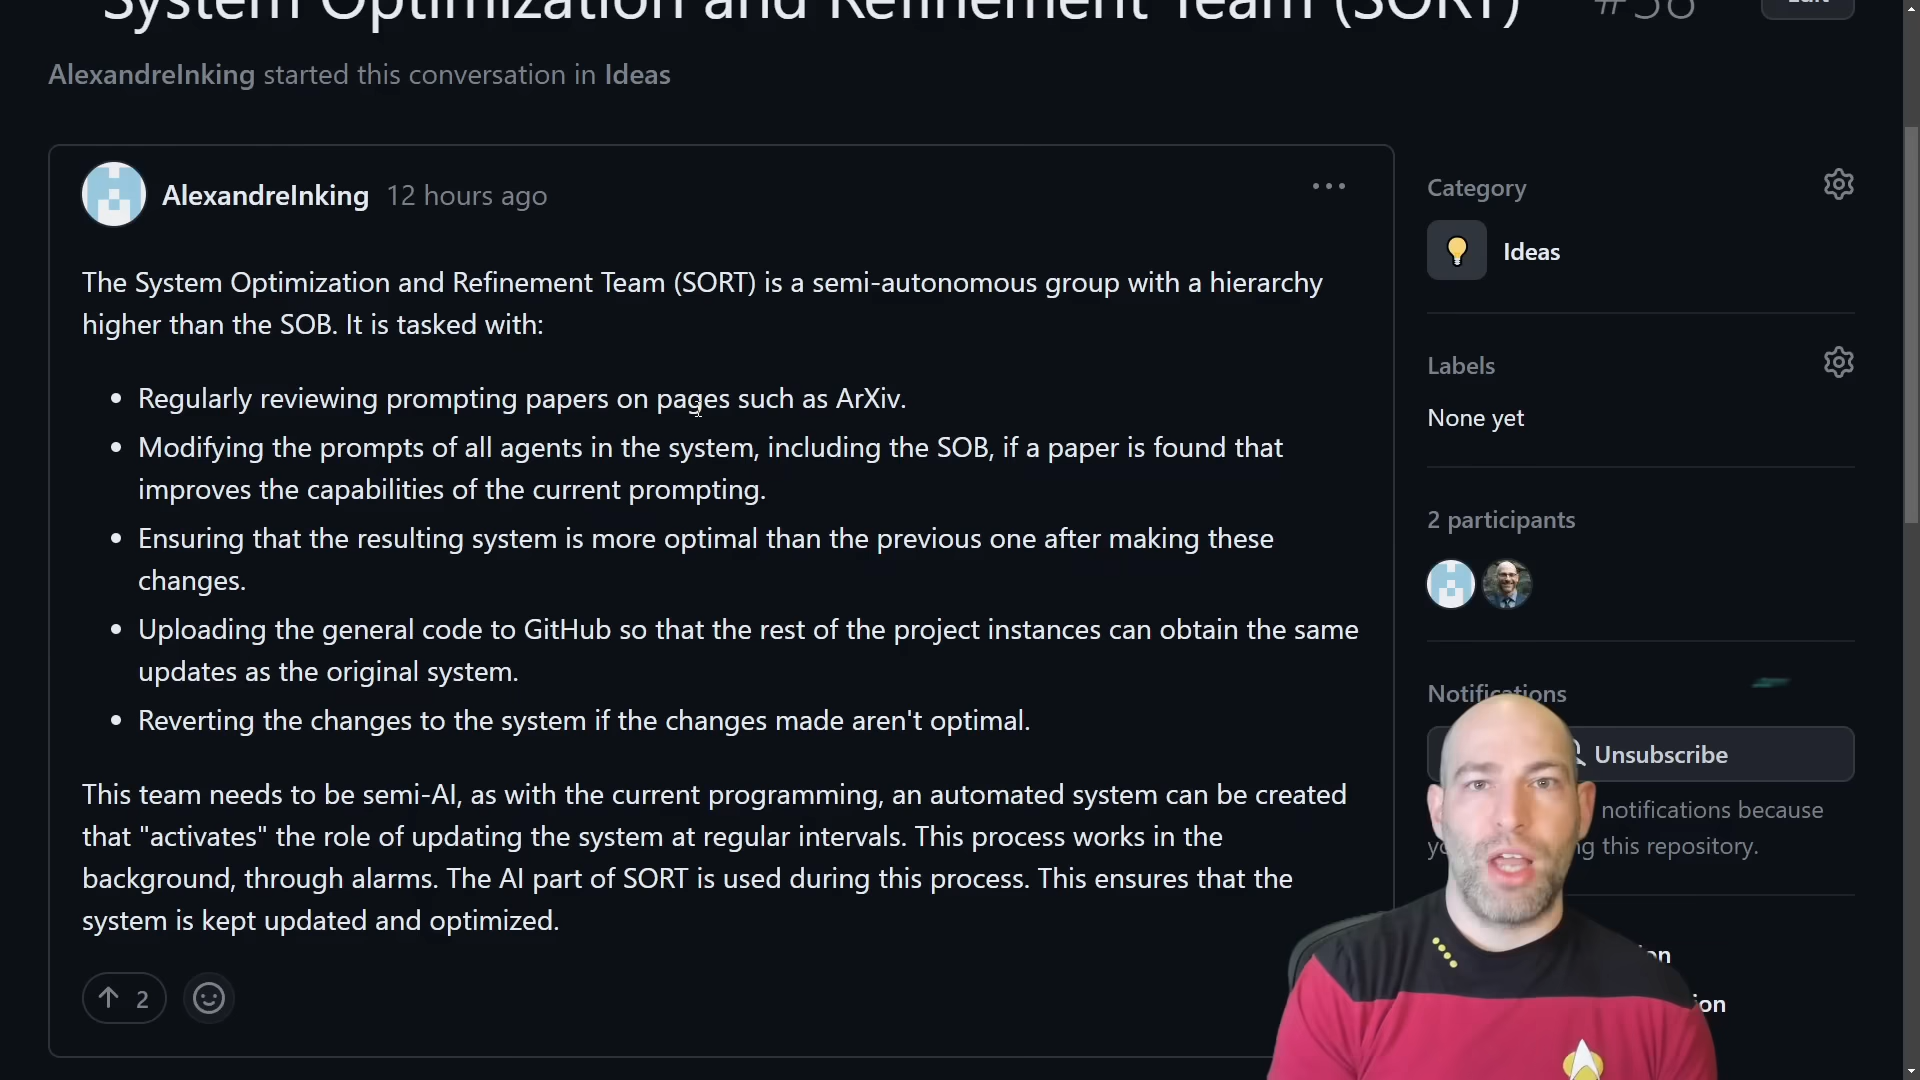 System Optimization and Refinement Team (SORT)
Edit
AlexandreInking started this conversation in Ideas
AlexandreInking 12 hours ago
The System Optimization and Refinement Team (SORT) is a semi-autonomous group with a hierarchy
higher than the SOB. It is tasked with:
• Regularly reviewing prompting papers on pages such as ArXiv.
• Modifying the prompts of all agents in the system, including the SOB, if a paper is found that
improves the capabilities of the current prompting.
• Ensuring that the resulting system is more optimal than the previous one after making these
changes.
• Uploading the general code to GitHub so that the rest of the project instances can obtain the same
updates as the original system.
• Reverting the changes to the system if the changes made aren't optimal.
This team needs to be semi-AI, as with the current programming, an automated system can be created
that "activates" the role of updating the system at regular intervals. This process works in the
background, through alarms. The AI part of SORT is used during this process. This ensures that the
system is kept updated and optimized.
2
Category
Ideas
Labels
None yet
2 participants
Notifications
Unsubscribe
notifications because
this repository.